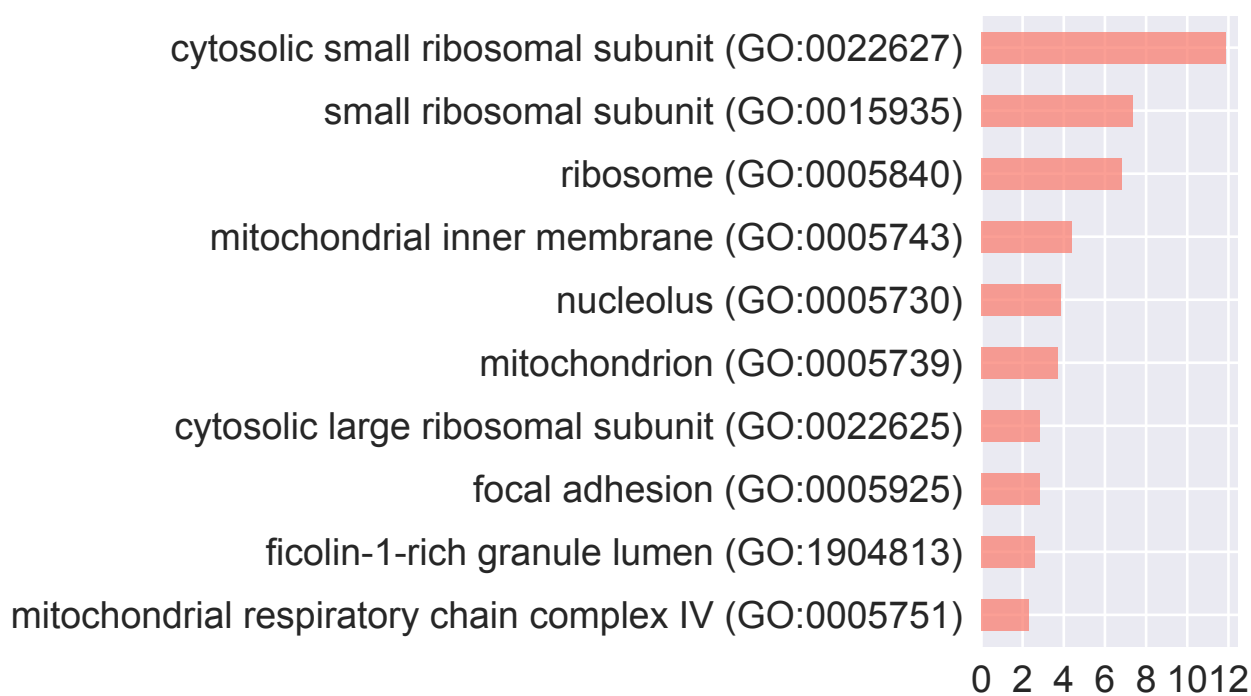 cytosolic small ribosomal subunit (GO:0022627)
small ribosomal subunit (GO:0015935)
ribosome (GO:0005840)
mitochondrial inner membrane (GO:0005743)
nucleolus (GO:0005730)
mitochondrion (GO:0005739)
cytosolic large ribosomal subunit (GO:0022625)
focal adhesion (GO:0005925)
ficolin-1-rich granule lumen (GO:1904813)
mitochondrial respiratory chain complex IV (GO:0005751)
0 2 4 6 8 10 12